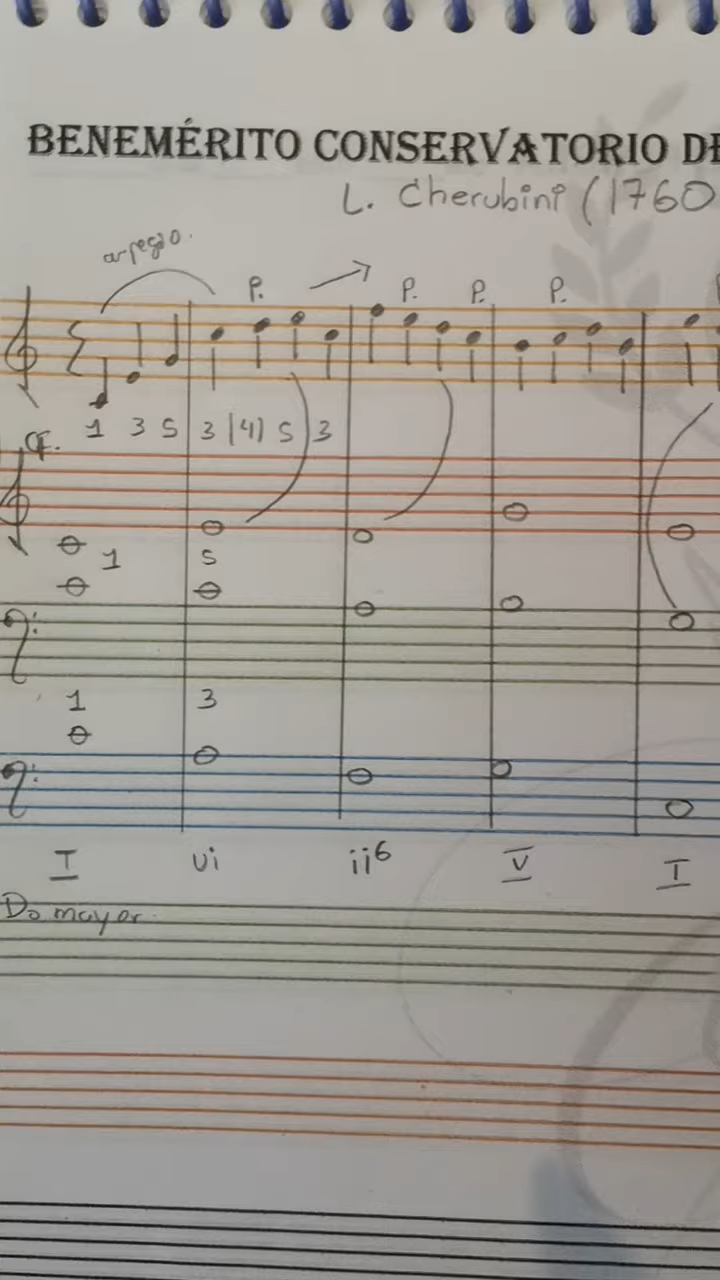 BENEMÉRITO CONSERVATORIO DE
L. Cherubini (1760
arpegio.
P. P. P. P.
CF. 1 3 5 3 (4) 5 3
1 5
1 3
I vi ii6 V I
Do mayor.